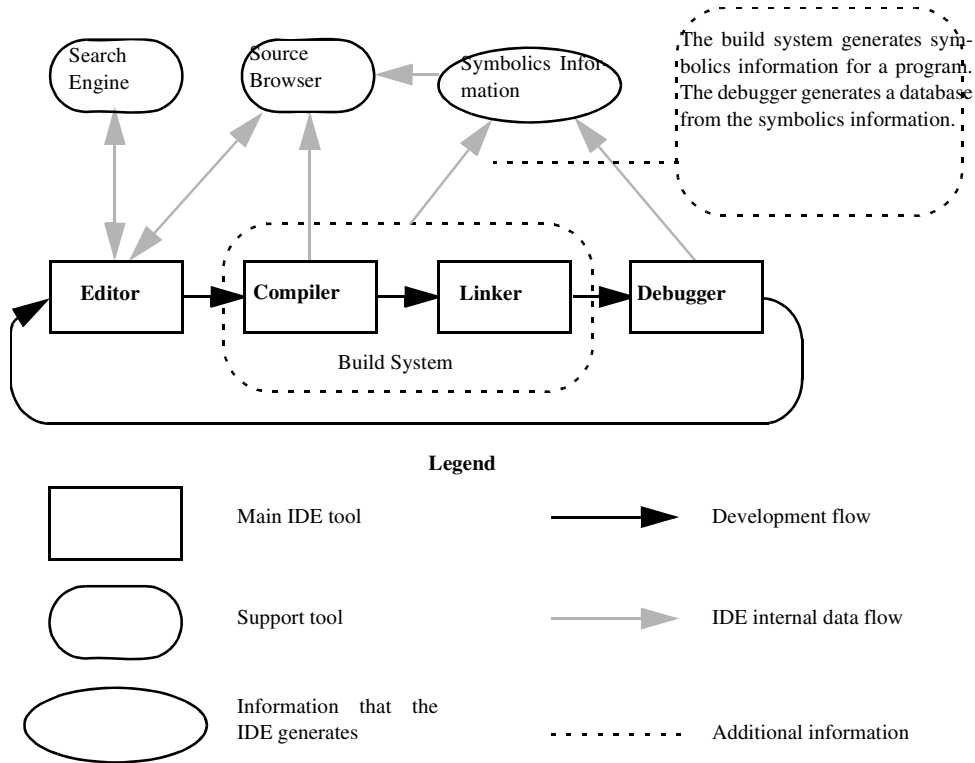 Search
Engine
Source
Browser
Symbolics Infor-
mation
The build system generates sym-
bolics information for a program.
The debugger generates a database
from the symbolics information.
Editor
Compiler
Linker
Debugger
Build System
Legend
Main IDE tool
Development flow
Support tool
IDE internal data flow
Information that the
IDE generates
Additional information